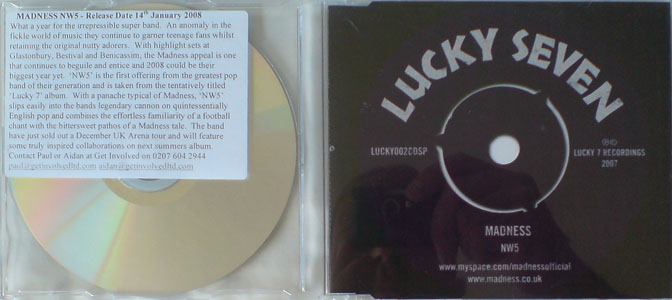 MADNESS NW5 - Release Date 14th January 2008
What a year for the irrepressible super band. An anomaly in the
fickle world of music they continue to garner teenage fans whilst
retaining the original nutty adorers. With highlight sets at
Glastonbury, Bestival and Benicassim; the Madness appeal is one
that continues to beguile and entice and 2008 could be their
biggest year yet. 'NW5' is the first offering from the greatest pop
band of their generation and is taken from the tentatively titled
'Lucky 7' album. With a panache typical of Madness, 'NW5'
slips easily into the bands legendary cannon on quintessentially
English pop and combines the effortless familiarity of a football
chant with the bittersweet pathos of a Madness tale. The band
have just sold out a December UK Arena tour and will feature
some truly inspired collaborations on next summers album.
Contact Paul or Aidan at Get Involved on 0207 604 2944
paul@getinvolvedltd.com aidan@getinvolvedltd.com
LUCKY SEVEN
LUCKY002CDSP
℗©
LUCKY 7 RECORDINGS
2007
MADNESS
NW5
www.myspace.com/madnessofficial
www.madness.co.uk